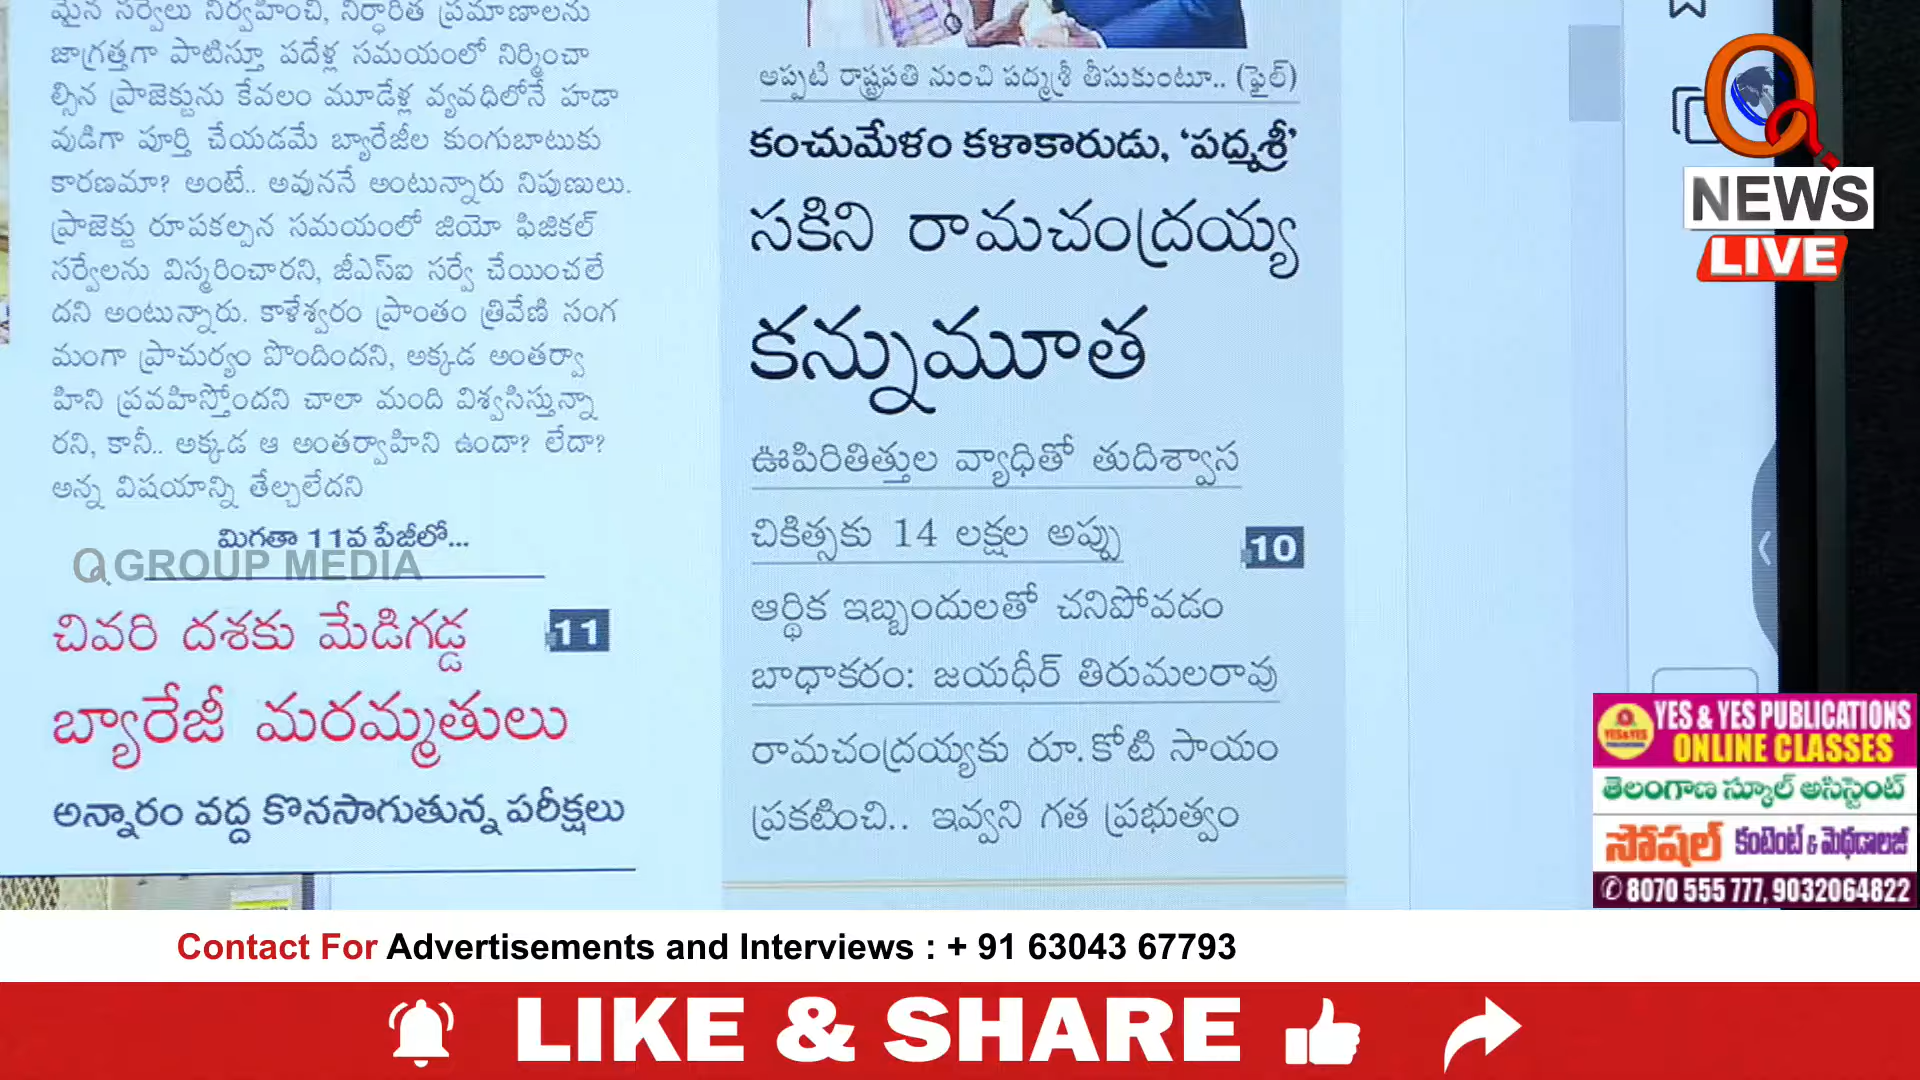 మైన సర్వేలు నిర్వహించి, నిర్ధారిత ప్రమాణాలను
జాగ్రత్తగా పాటిస్తూ పదేళ్ల సమయంలో నిర్మించా
ల్సిన ప్రాజెక్టును కేవలం మూడేళ్ల వ్యవధిలోనే హడా
వుడిగా పూర్తి చేయడమే బ్యారేజీల కుంగుబాటుకు
కారణమా? అంటే.. అవుననే అంటున్నారు నిపుణులు.
ప్రాజెక్టు రూపకల్పన సమయంలో జియో ఫిజికల్
సర్వేలను విస్మరించారని, జీఎస్ఐ సర్వే చేయించలే
దని అంటున్నారు. కాళేశ్వరం ప్రాంతం త్రివేణి సంగ
మంగా ప్రాచుర్యం పొందిందని, అక్కడ అంతర్వా
హిని ప్రవహిస్తోందని చాలా మంది విశ్వసిస్తున్నా
రని, కానీ.. అక్కడ ఆ అంతర్వాహిని ఉందా? లేదా?
అన్న విషయాన్ని తేల్చలేదని
మిగతా 11వ పేజీలో...
Q GROUP MEDIA
చివరి దశకు మేడిగడ్డ 11
బ్యారేజీ మరమ్మతులు
అన్నారం వద్ద కొనసాగుతున్న పరీక్షలు
అప్పటి రాష్ట్రపతి నుంచి పద్మశ్రీ తీసుకుంటూ.. (ఫైల్)
కంచుమేళం కళాకారుడు, ‘పద్మశ్రీ’
సకిని రామచంద్రయ్య
కన్నుమూత
ఊపిరితిత్తుల వ్యాధితో తుదిశ్వాస
చికిత్సకు 14 లక్షల అప్పు 10
ఆర్థిక ఇబ్బందులతో చనిపోవడం
బాధాకరం: జయధీర్ తిరుమలరావు
రామచంద్రయ్యకు రూ.కోటి సాయం
ప్రకటించి.. ఇవ్వని గత ప్రభుత్వం
Q
NEWS
LIVE
YES & YES PUBLICATIONS
ONLINE CLASSES
తెలంగాణ స్కూల్ అసిస్టెంట్
సోషల్ కంటెంట్ & మెథడాలజీ
8070 555 777, 9032064822
Contact For Advertisements and Interviews : + 91 63043 67793
LIKE & SHARE